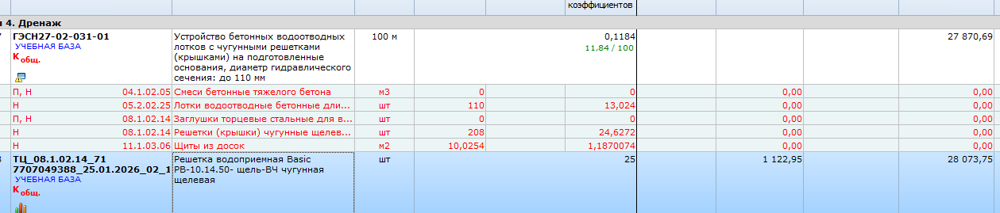 коэффициентов
4. Дренаж
ГЭСН27-02-031-01
УЧЕБНАЯ БАЗА
К общ.
Устройство бетонных водоотводных
лотков с чугунными решетками
(крышками) на подготовленные
основания, диаметр гидравлического
сечения: до 110 мм
100 м
0,1184
11,84 / 100
27 870,69
П, Н 04.1.02.05 Смеси бетонные тяжелого бетона м3 0 0 0,00 0,00
Н 05.2.02.25 Лотки водоотводные бетонные дли... шт 110 13,024 0,00 0,00
П, Н 08.1.02.14 Заглушки торцевые стальные для в... шт 0 0 0,00 0,00
Н 08.1.02.14 Решетки (крышки) чугунные щелев... шт 208 24,6272 0,00 0,00
Н 11.1.03.06 Щиты из досок м2 10,0254 1,1870074 0,00 0,00
ТЦ_08.1.02.14_71
7707049388_25.01.2026_02_1
УЧЕБНАЯ БАЗА
К общ.
Решетка водоприемная Basic
РВ-10.14.50- щель-ВЧ чугунная
щелевая
шт
25
1 122,95
28 073,75